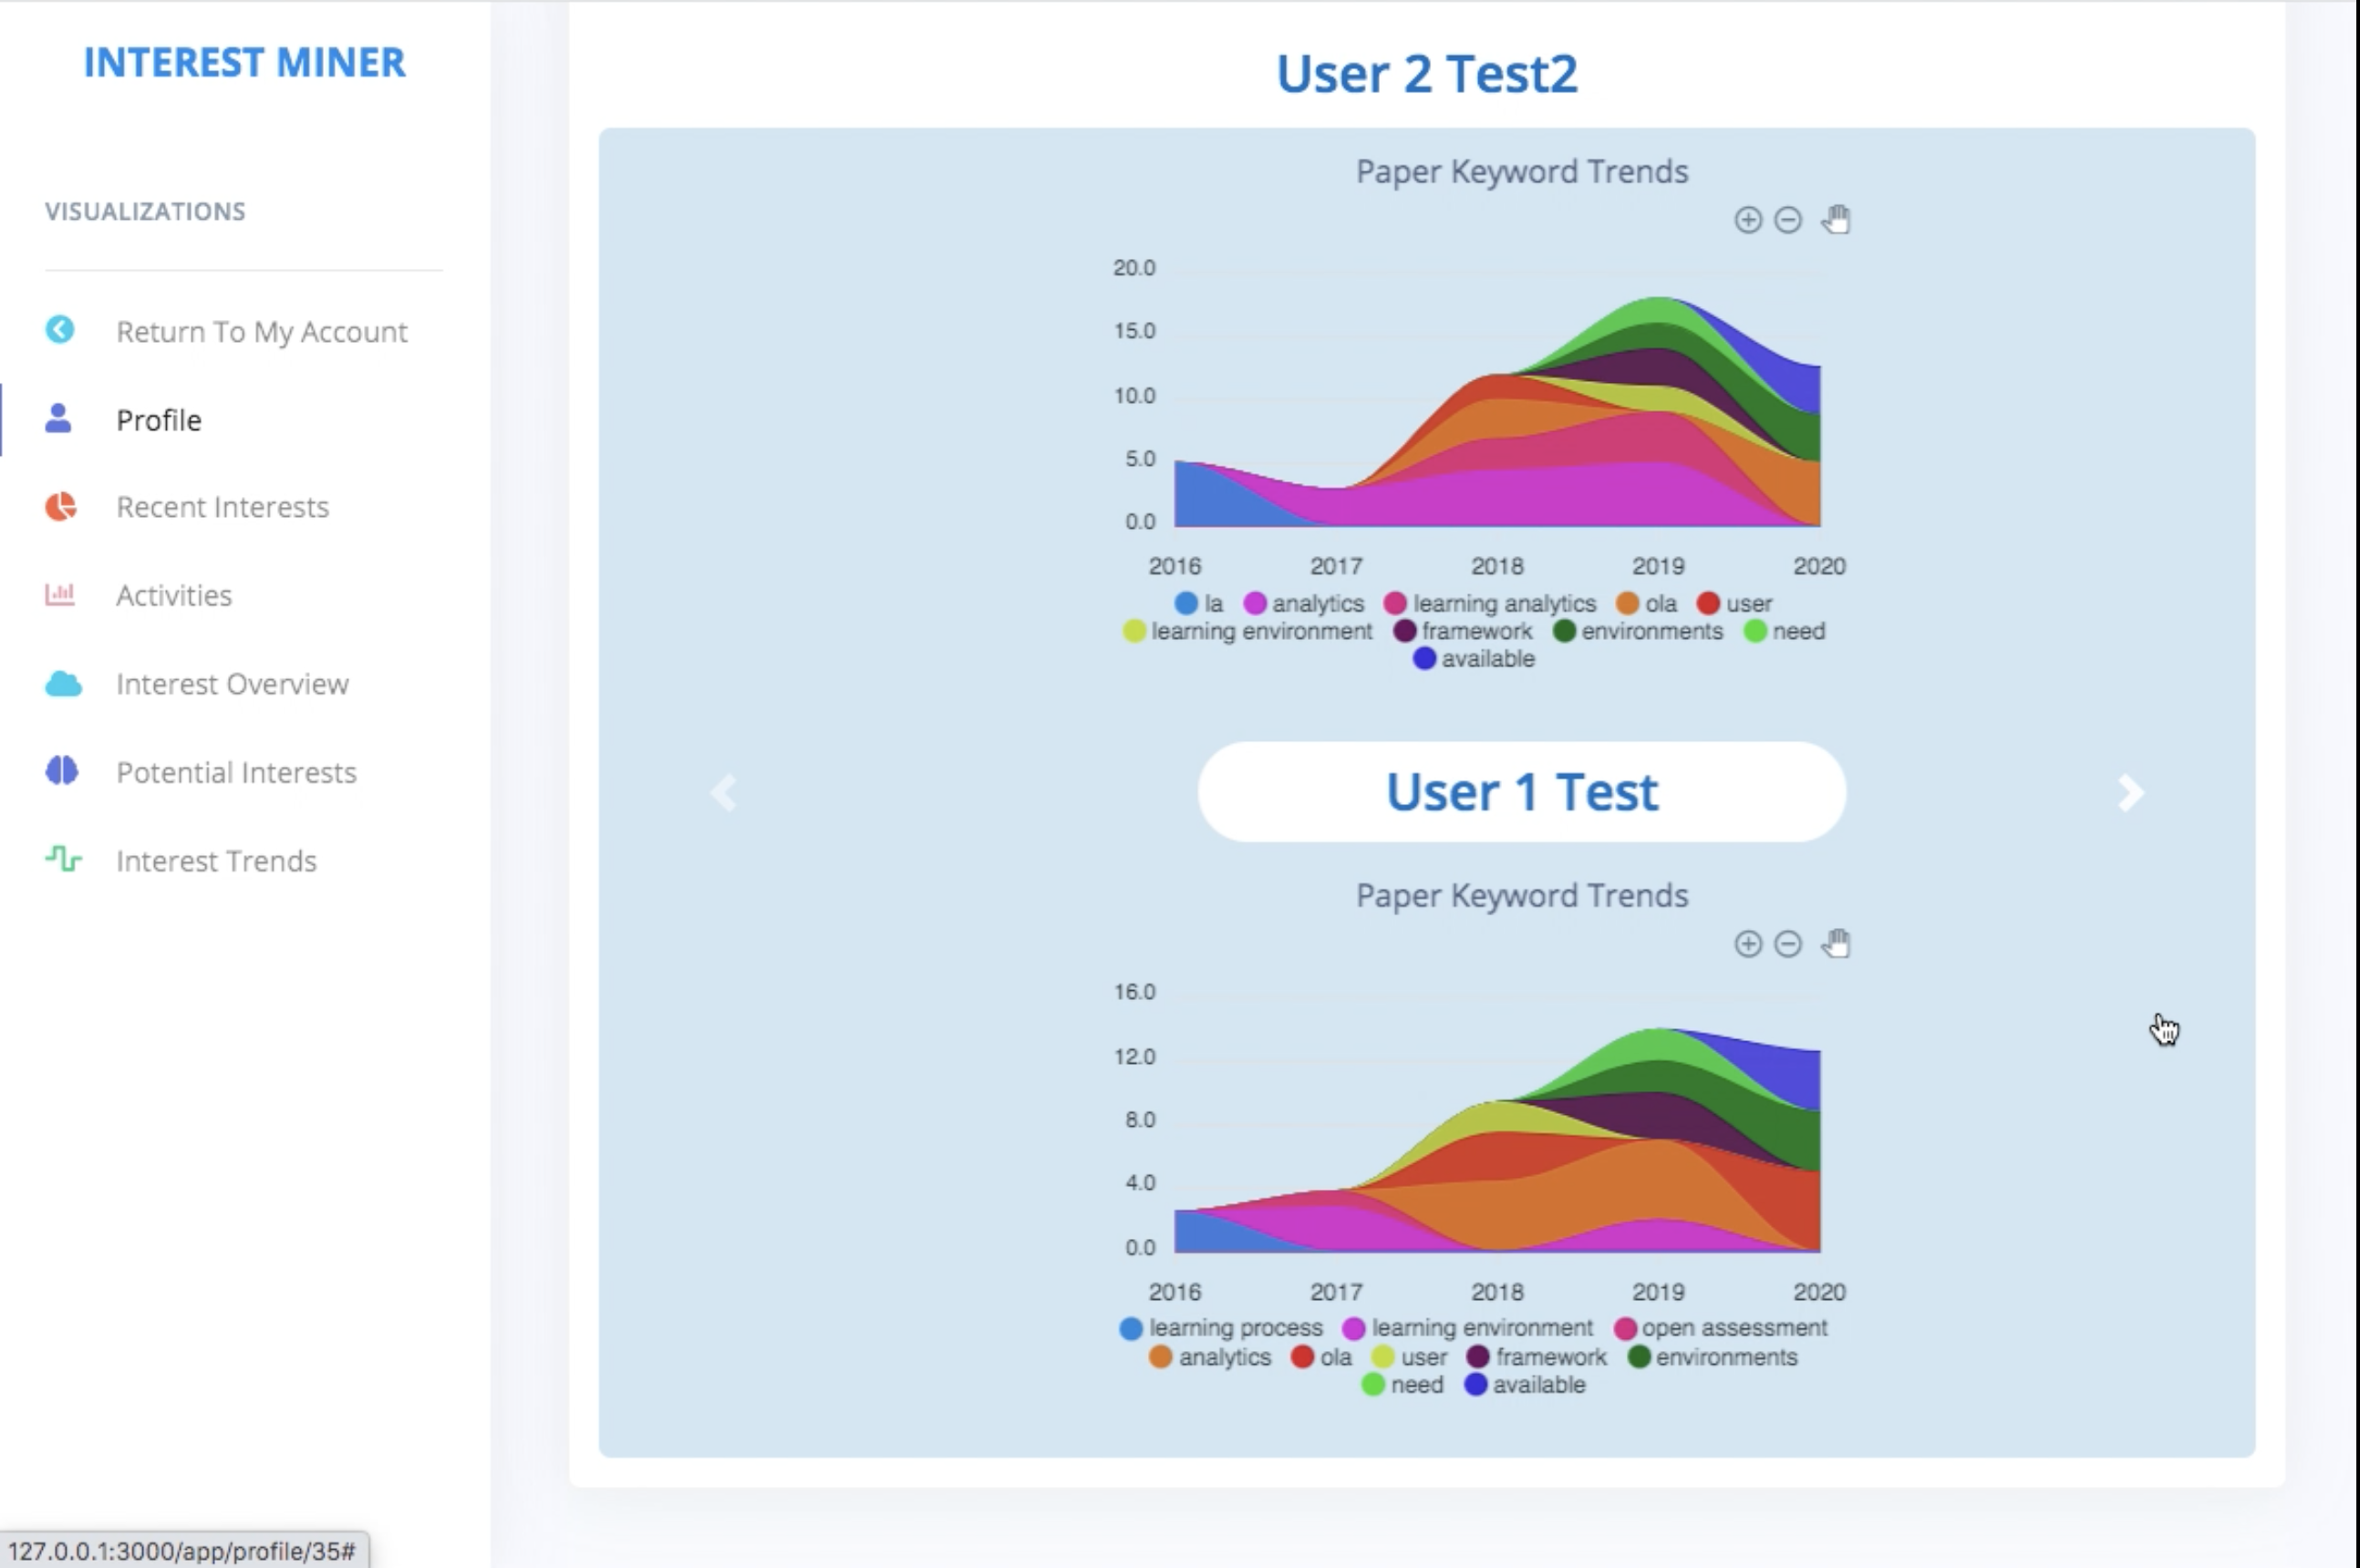 INTEREST MINER
VISUALIZATIONS
Return To My Account
Profile
Recent Interests
Activities
Interest Overview
Potential Interests
Interest Trends
User 2 Test2
Paper Keyword Trends
20.0
15.0
10.0
5.0
0.0
2016 2017 2018 2019 2020
la analytics learning analytics ola user
learning environment framework environments need
available
User 1 Test
Paper Keyword Trends
16.0
12.0
8.0
4.0
0.0
2016 2017 2018 2019 2020
learning process learning environment open assessment
analytics ola user framework environments
need available
127.0.0.1:3000/app/profile/35#